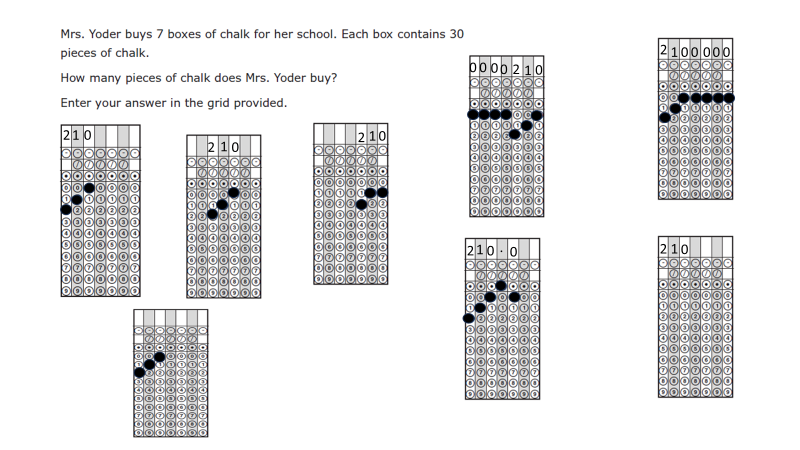 Mrs. Yoder buys 7 boxes of chalk for her school. Each box contains 30
pieces of chalk.
How many pieces of chalk does Mrs. Yoder buy?
Enter your answer in the grid provided.
0000210
2100000
210
210
210
210.0
210